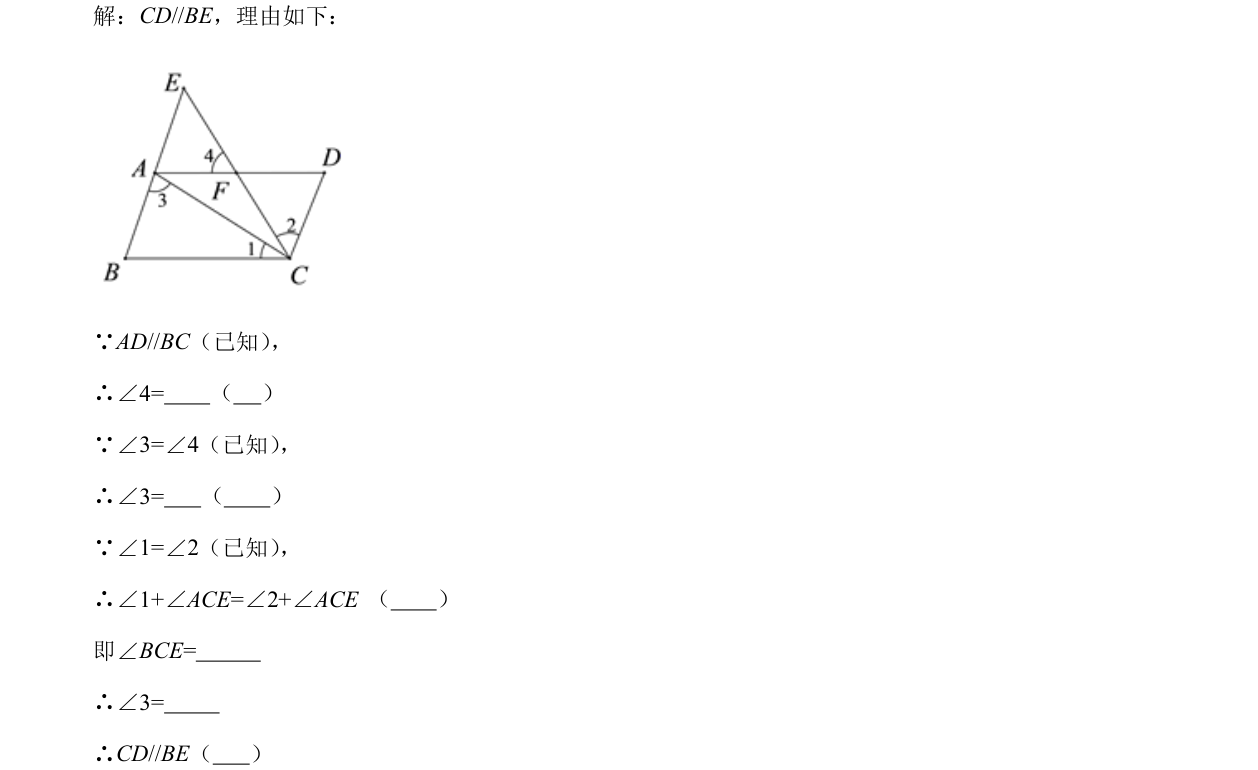 解：CD//BE，理由如下：
E
4
D
A
3
F
2
1
B
C
∵AD//BC（已知），
∴∠4=____（___）
∵∠3=∠4（已知），
∴∠3=___（____）
∵∠1=∠2（已知），
∴∠1+∠ACE=∠2+∠ACE （____）
即∠BCE=______
∴∠3=_____
∴CD//BE（___）